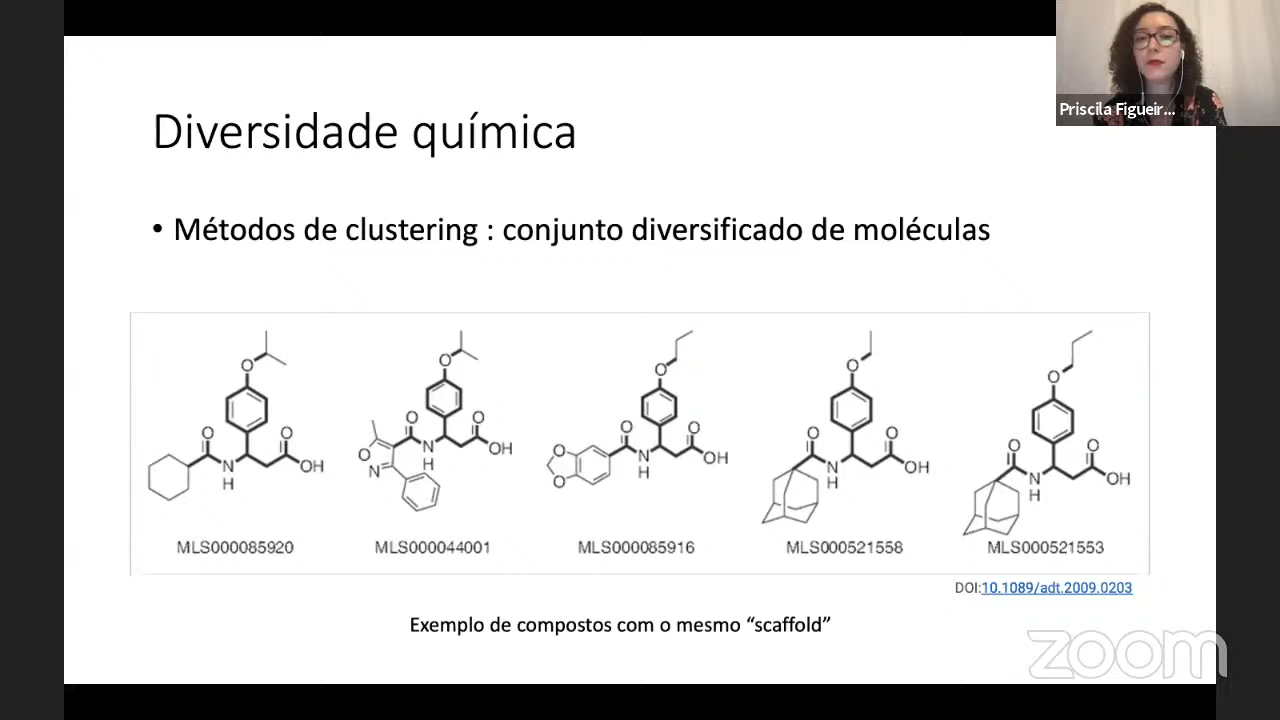 Priscila Figueir...
Diversidade química
• Métodos de clustering : conjunto diversificado de moléculas
O
O
O
O
O
O
O
O
O
O
N
H
OH
O
N
O
N
H
OH
O
O
O
N
H
OH
O
O
N
H
OH
O
O
N
H
OH
MLS000085920
MLS000044001
MLS000085916
MLS000521558
MLS000521553
DOI:10.1089/adt.2009.0203
Exemplo de compostos com o mesmo “scaffold”
zoom